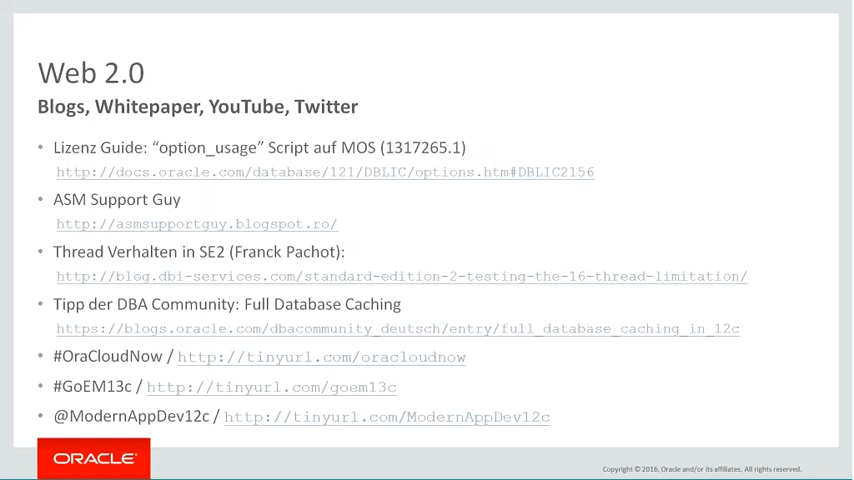 Web 2.0
Blogs, Whitepaper, YouTube, Twitter
• Lizenz Guide: “option_usage” Script auf MOS (1317265.1)
http://docs.oracle.com/database/121/DBLIC/options.htm#DBLIC2156
• ASM Support Guy
http://asmsupportguy.blogspot.ro/
• Thread Verhalten in SE2 (Franck Pachot):
http://blog.dbi-services.com/standard-edition-2-testing-the-16-thread-limitation/
• Tipp der DBA Community: Full Database Caching
https://blogs.oracle.com/dbacommunity_deutsch/entry/full_database_caching_in_12c
• #OraCloudNow / http://tinyurl.com/oracloudnow
• #GoEM13c / http://tinyurl.com/goem13c
• @ModernAppDev12c / http://tinyurl.com/ModernAppDev12c
ORACLE®
Copyright © 2016, Oracle and/or its affiliates. All rights reserved.